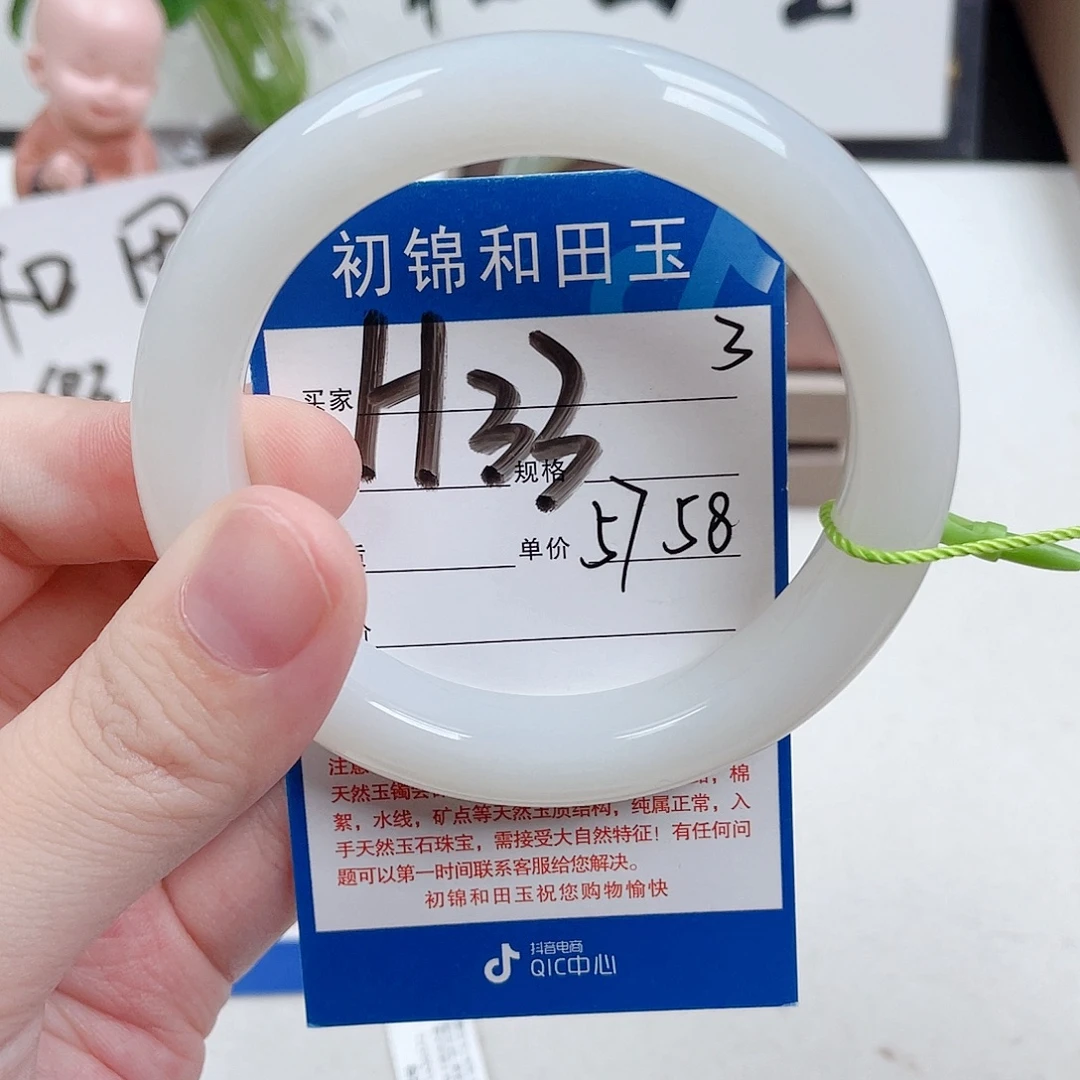 初锦和田玉
3
买家
H33
规格
单价 57 58
天然玉镯会
棉
絮，水线，矿点等天然玉质结构，纯属正常，入
手天然玉石珠宝，需接受大自然特征！有任何问
题可以第一时间联系客服给您解决。
初锦和田玉祝您购物愉快
抖音电商
QIC中心
和田